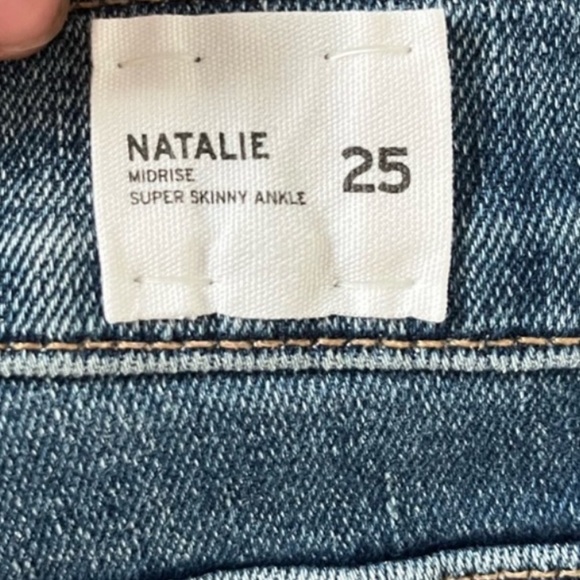 NATALIE
MIDRISE
SUPER SKINNY ANKLE
25